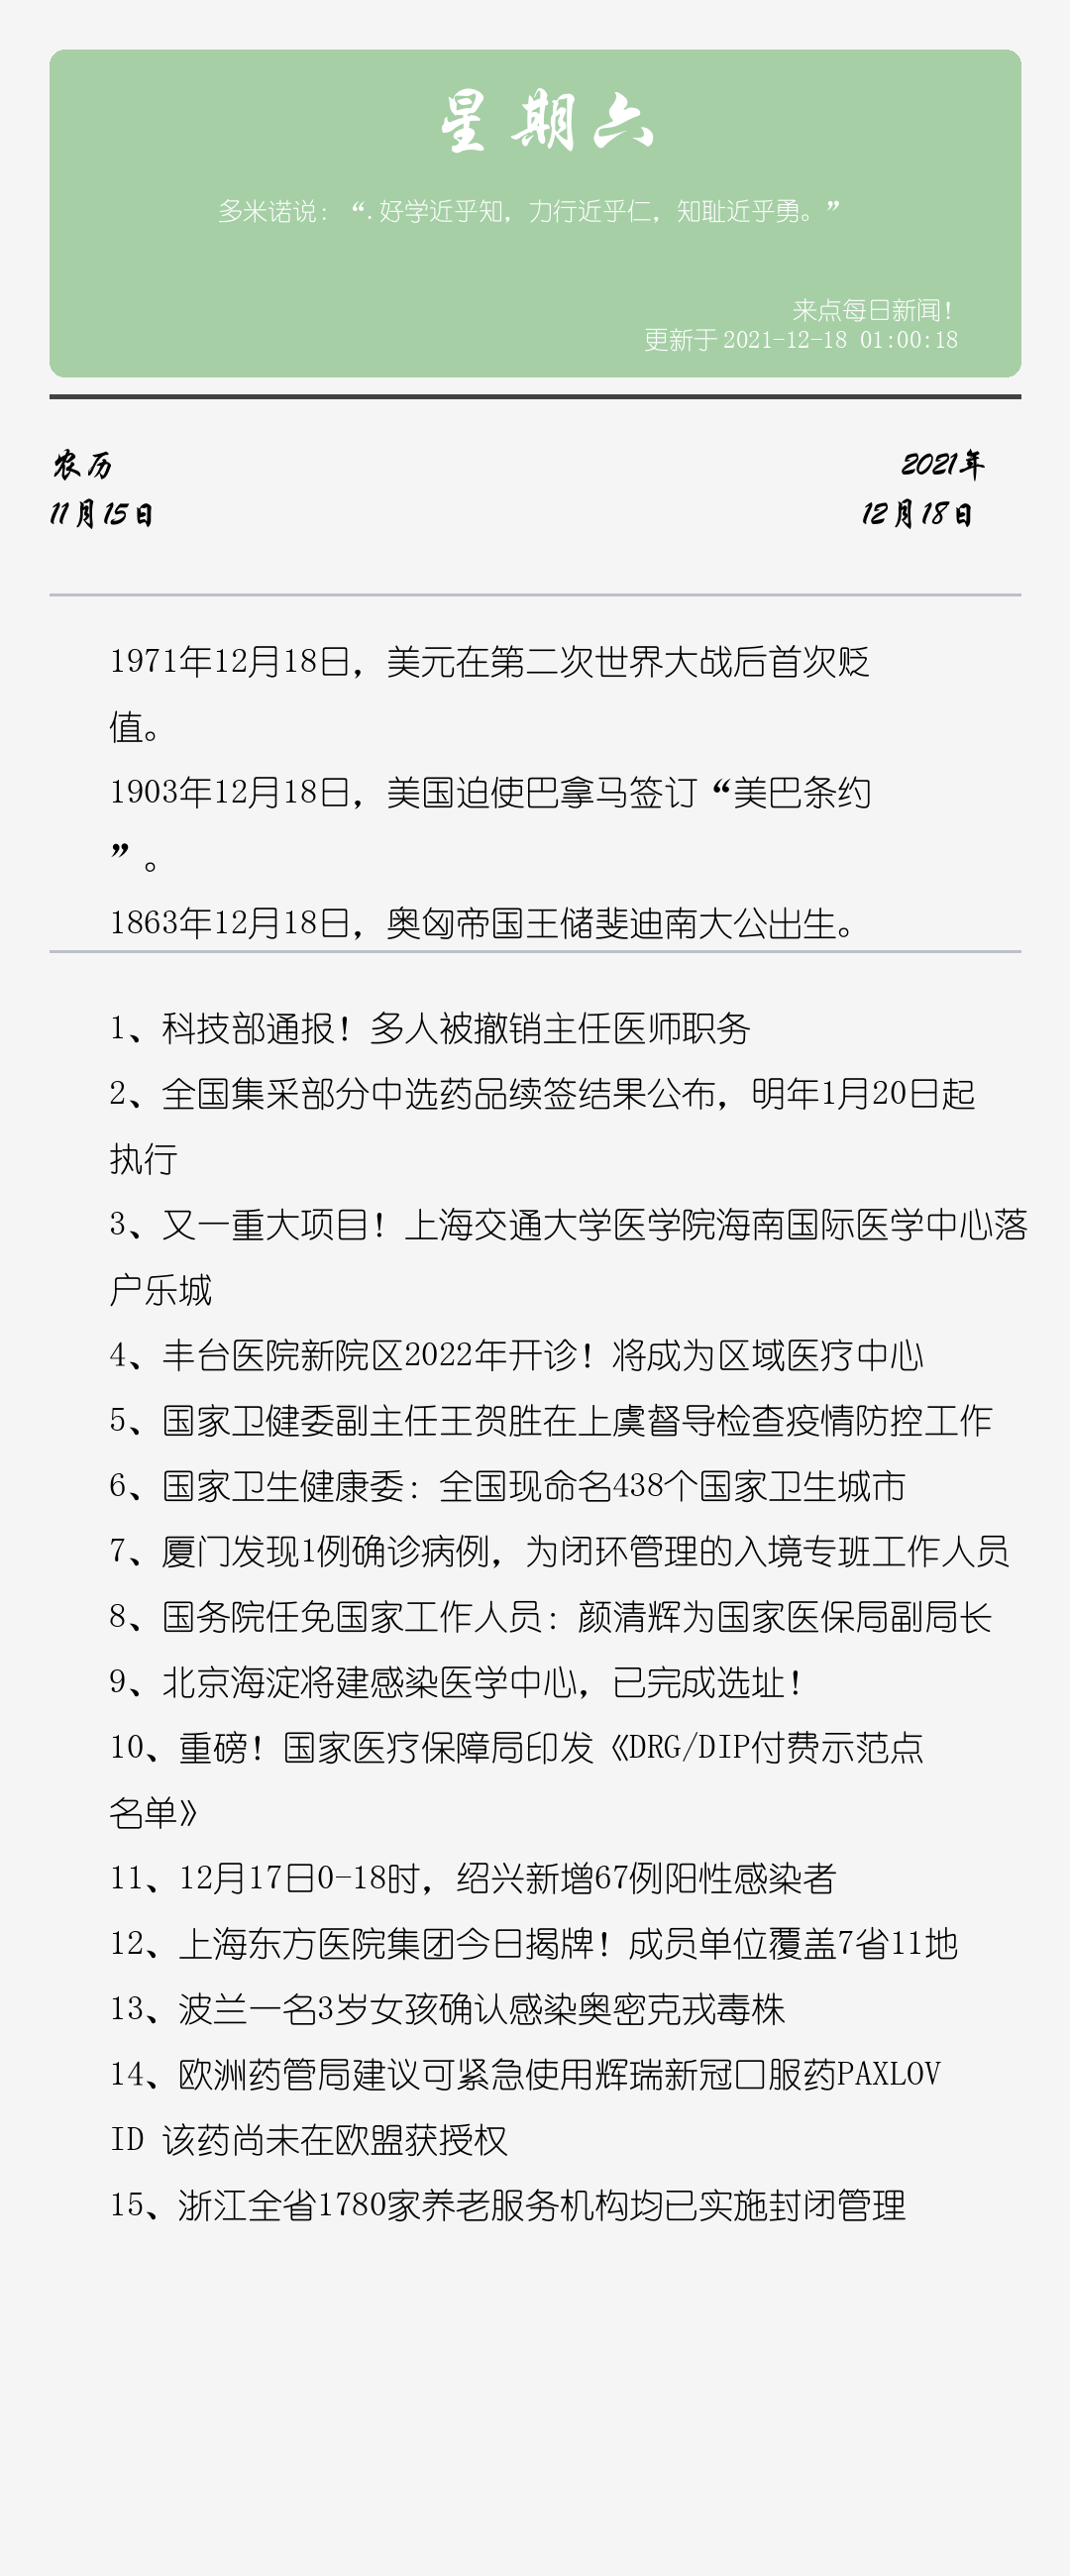 星期六
多米诺说：“.好学近乎知，力行近乎仁，知耻近乎勇。”
来点每日新闻！
更新于 2021-12-18 01:00:18
农历
2021年
11月15日
12月18日
1971年12月18日，美元在第二次世界大战后首次贬
值。
1903年12月18日，美国迫使巴拿马签订“美巴条约
”。
1863年12月18日，奥匈帝国王储斐迪南大公出生。
1、科技部通报！多人被撤销主任医师职务
2、全国集采部分中选药品续签结果公布，明年1月20日起
执行
3、又一重大项目！上海交通大学医学院海南国际医学中心落
户乐城
4、丰台医院新院区2022年开诊！将成为区域医疗中心
5、国家卫健委副主任王贺胜在上虞督导检查疫情防控工作
6、国家卫生健康委：全国现命名438个国家卫生城市
7、厦门发现1例确诊病例，为闭环管理的入境专班工作人员
8、国务院任免国家工作人员：颜清辉为国家医保局副局长
9、北京海淀将建感染医学中心，已完成选址！
10、重磅！国家医疗保障局印发《DRG/DIP付费示范点
名单》
11、12月17日0-18时，绍兴新增67例阳性感染者
12、上海东方医院集团今日揭牌！成员单位覆盖7省11地
13、波兰一名3岁女孩确认感染奥密克戎毒株
14、欧洲药管局建议可紧急使用辉瑞新冠口服药PAXLOV
ID 该药尚未在欧盟获授权
15、浙江全省1780家养老服务机构均已实施封闭管理